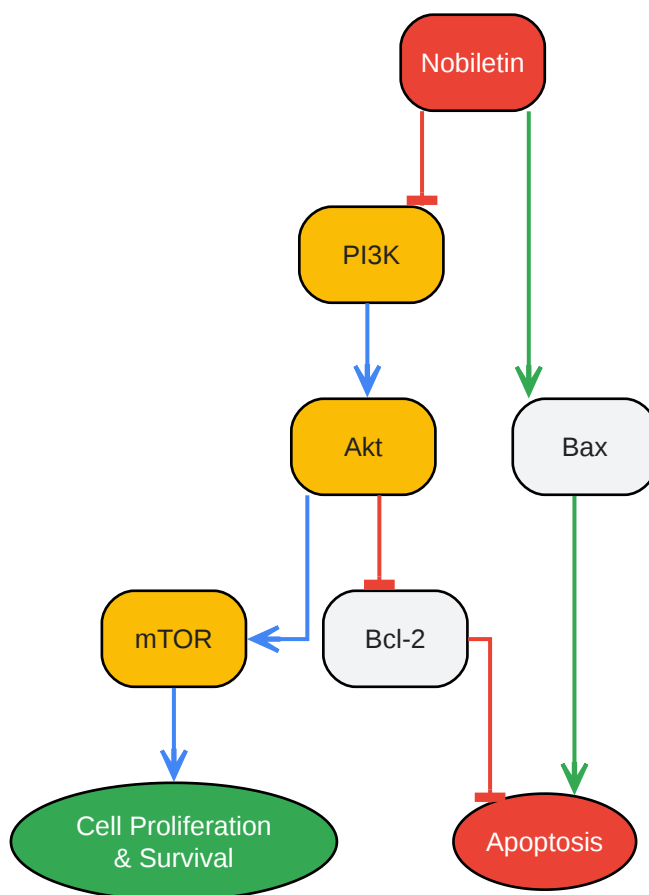 Nobiletin
PI3K
Akt
Bax
mTOR
Bcl-2
Cell Proliferation
& Survival
Apoptosis